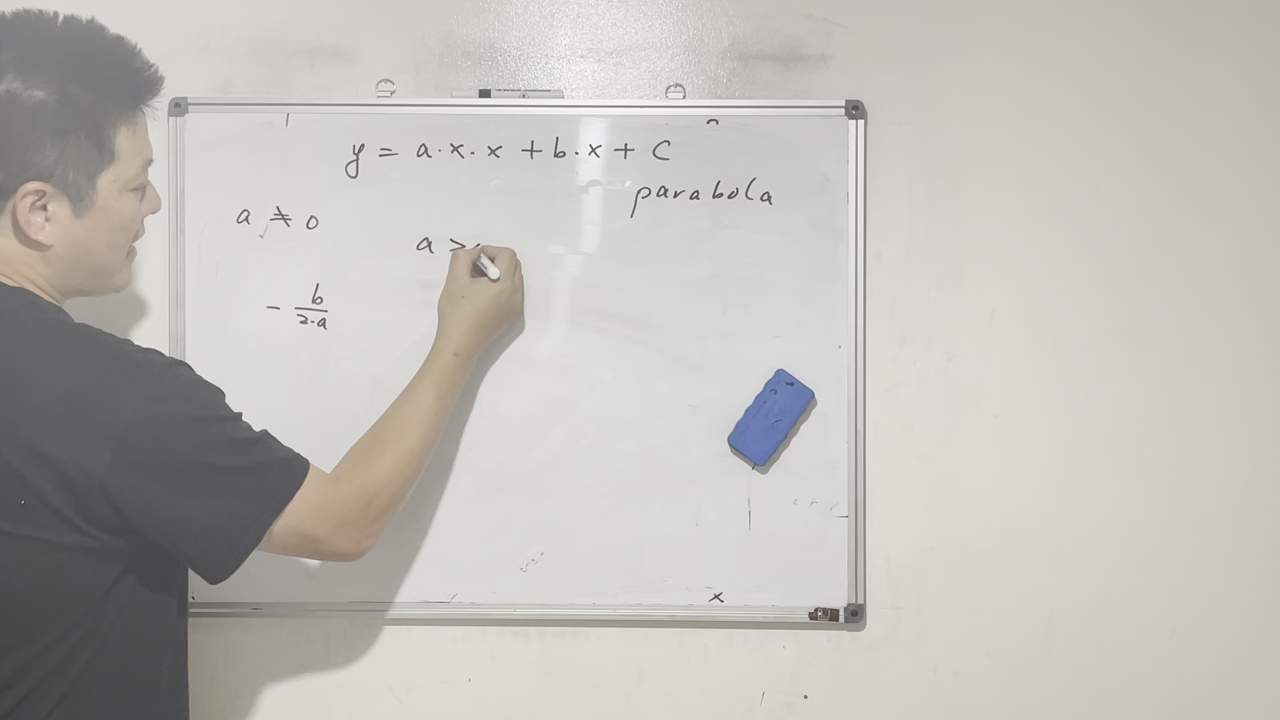 y = a·x·x + b·x + c
parabola
a ≠ 0
a >
- b
2·a
x